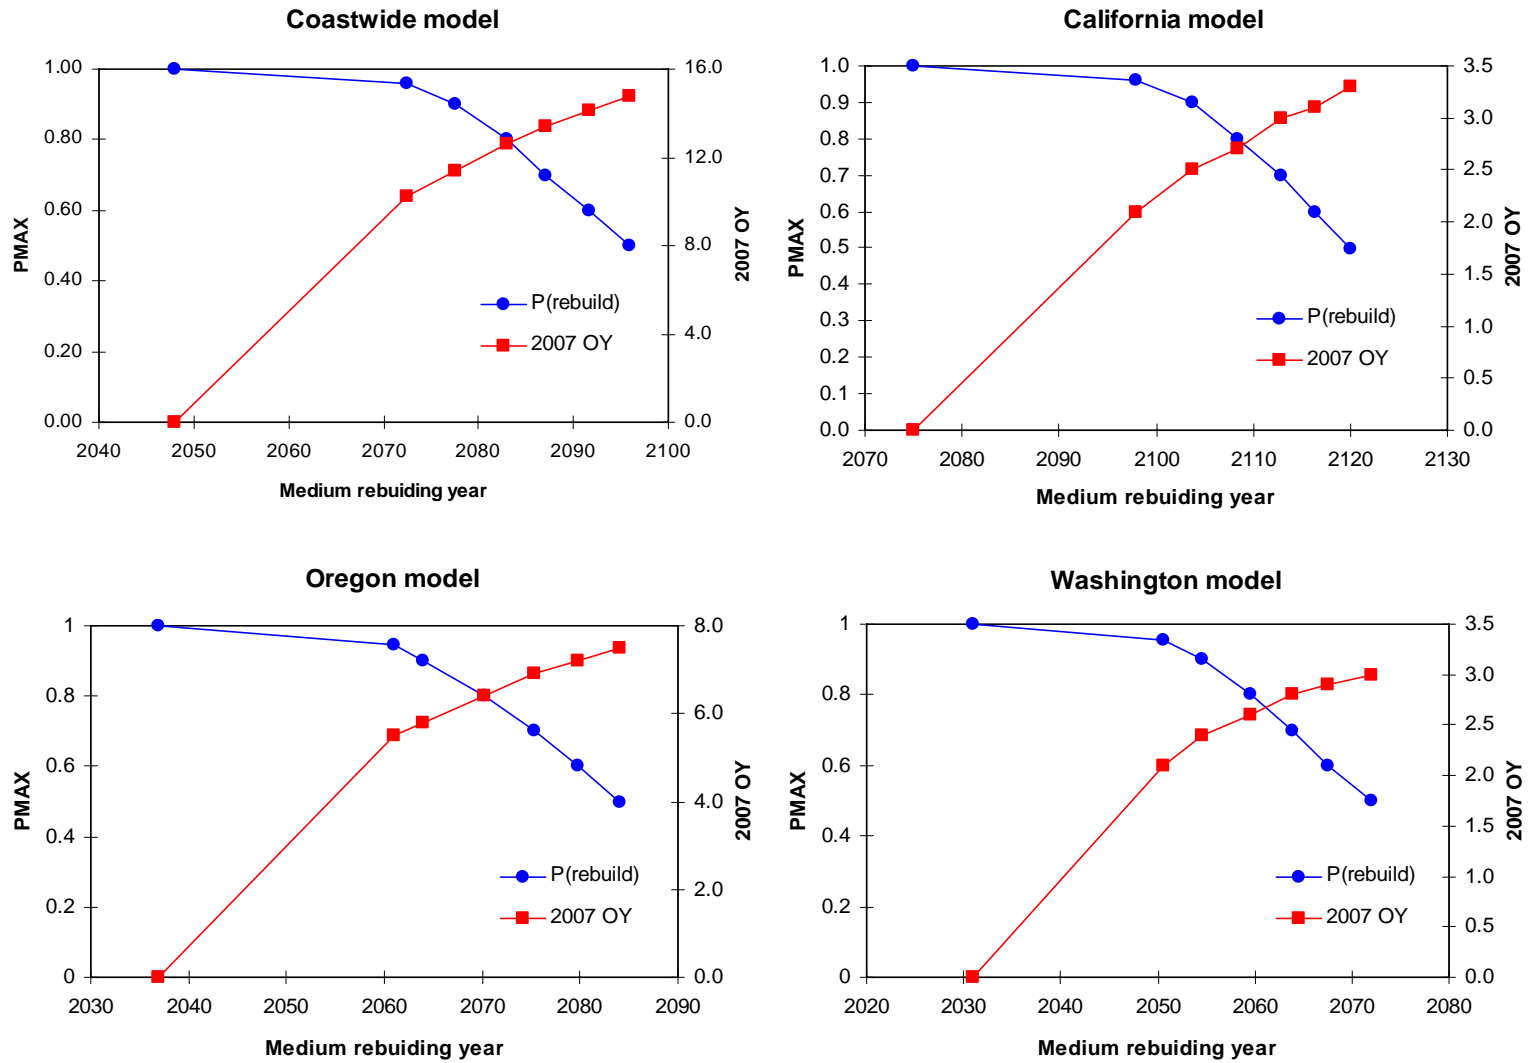 Coastwide model
1.00
0.80
0.60
0.40
0.20
0.00
PMAX
16.0
12.0
8.0
4.0
0.0
2007 OY
P(rebuild)
2007 OY
2040 2050 2060 2070 2080 2090 2100
Medium rebuiding year
California model
1.0
0.9
0.8
0.7
0.6
0.5
0.4
0.3
0.2
0.1
0.0
PMAX
3.5
3.0
2.5
2.0
1.5
1.0
0.5
0.0
2007 OY
P(rebuild)
2007 OY
2070 2080 2090 2100 2110 2120 2130
Medium rebuiding year
Oregon model
1
0.8
0.6
0.4
0.2
0
PMAX
8.0
6.0
4.0
2.0
0.0
2007 OY
P(rebuild)
2007 OY
2030 2040 2050 2060 2070 2080 2090
Medium rebuiding year
Washington model
1
0.8
0.6
0.4
0.2
0
PMAX
3.5
3.0
2.5
2.0
1.5
1.0
0.5
0.0
2007 OY
P(rebuild)
2007 OY
2020 2030 2040 2050 2060 2070 2080
Medium rebuiding year